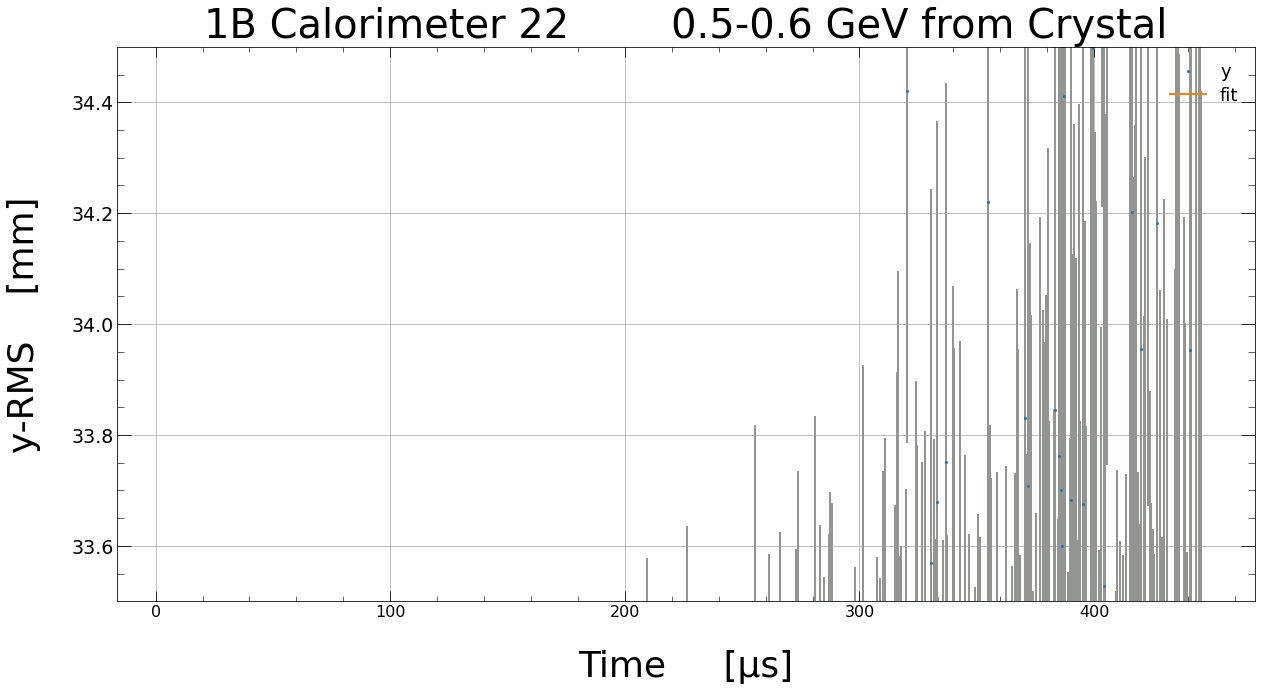 1B Calorimeter 22 0.5-0.6 GeV from Crystal
y
fit
34.4
34.2
34.0
33.8
33.6
y-RMS [mm]
0 100 200 300 400
Time [μs]